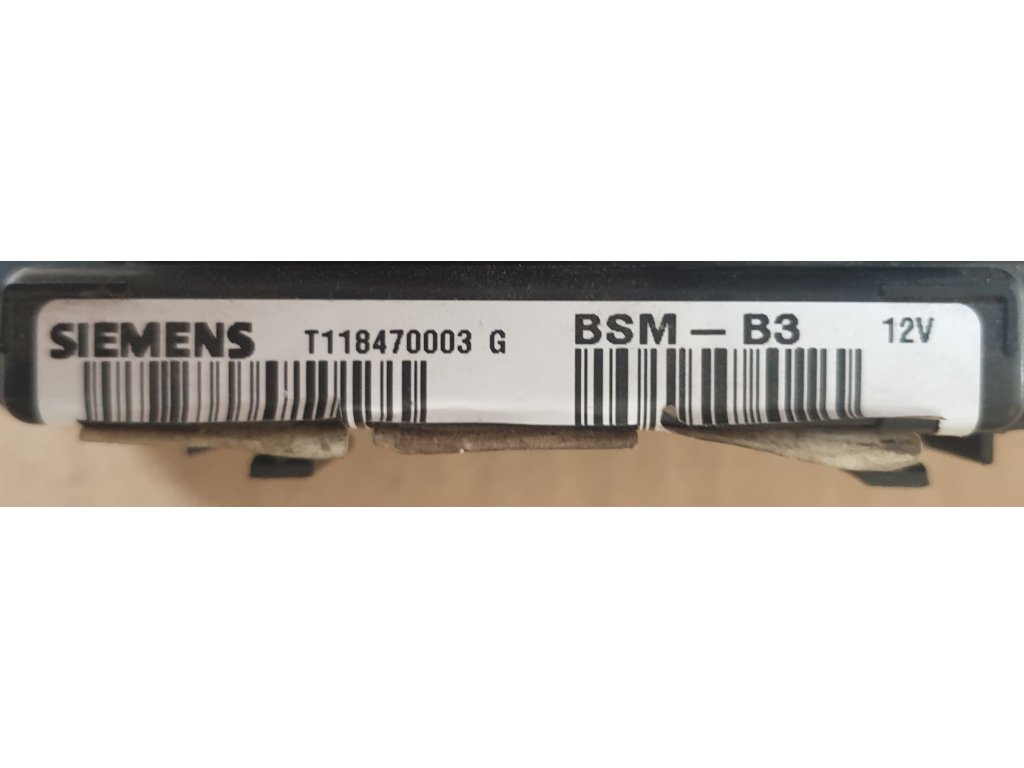 SIEMENS T118470003 G BSM – B3 12V